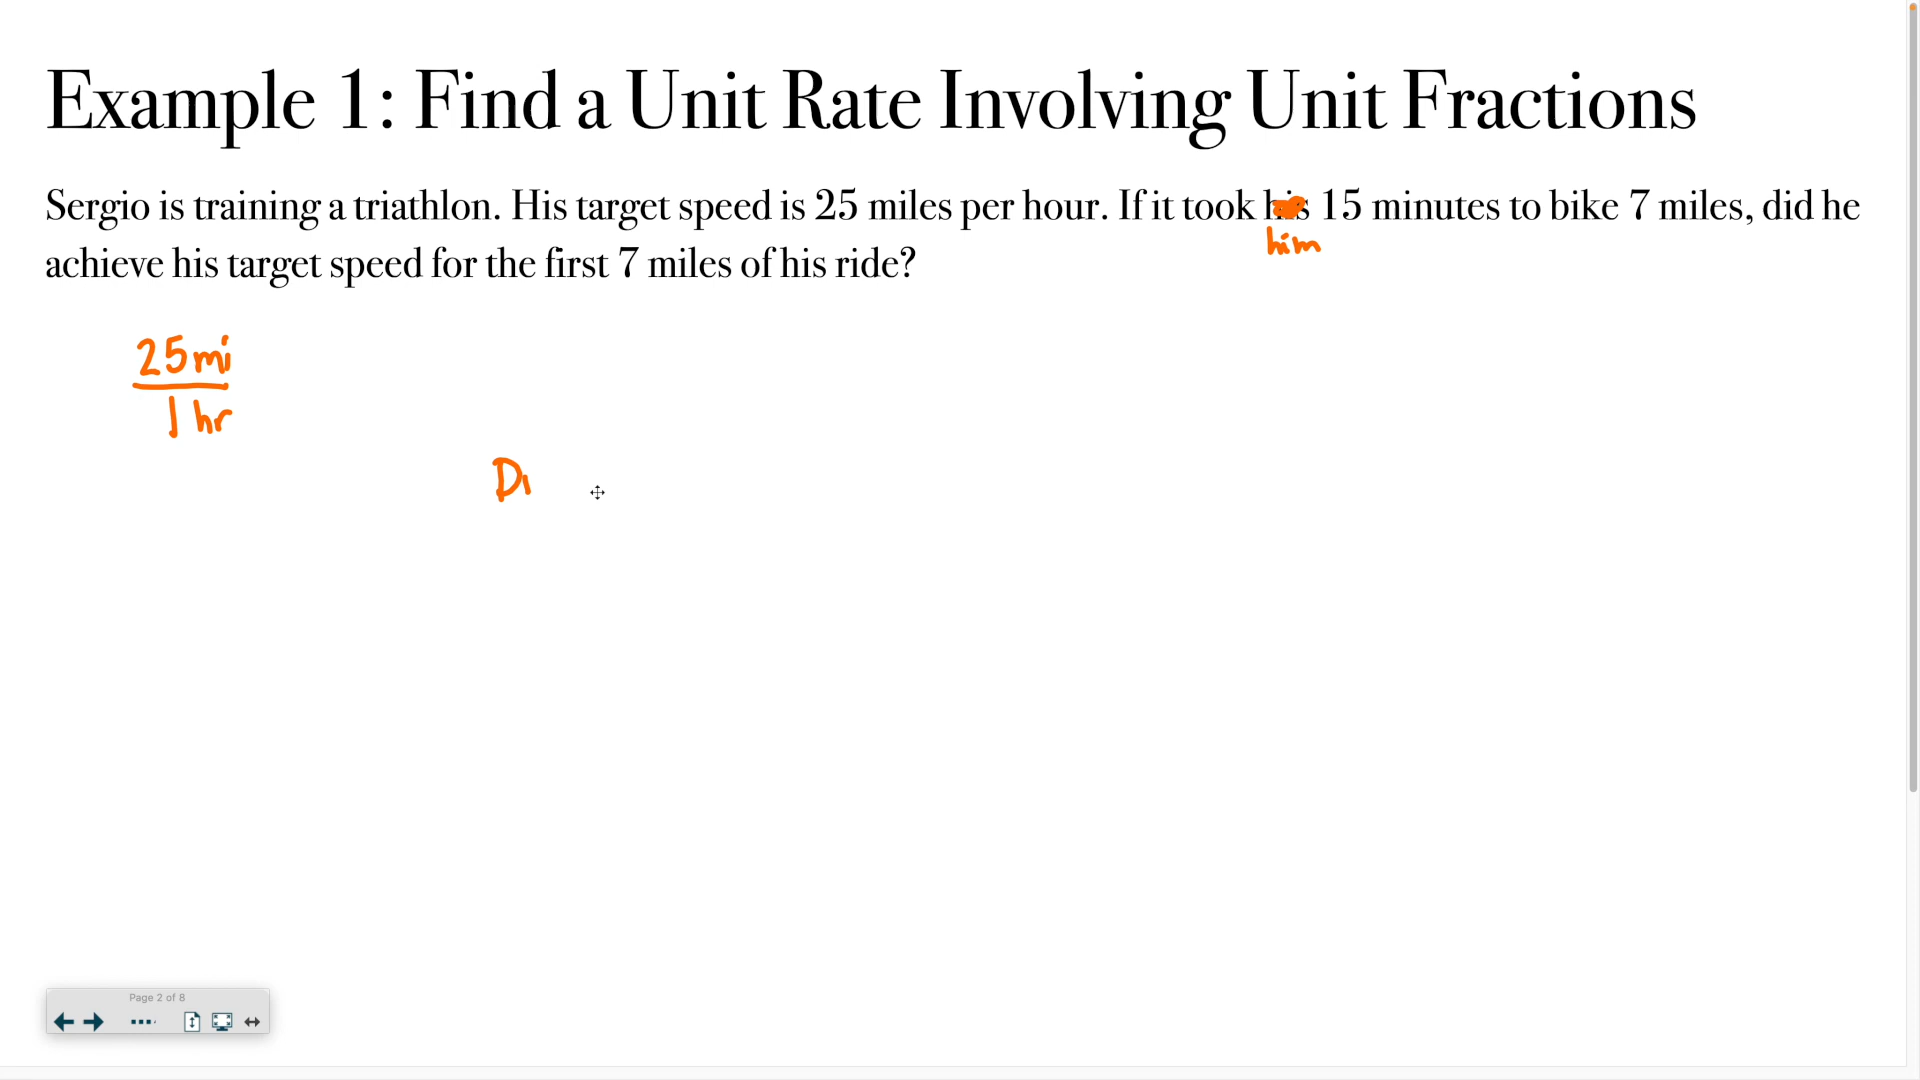 Example 1: Find a Unit Rate Involving Unit Fractions
Sergio is training a triathlon. His target speed is 25 miles per hour. If it took his 15 minutes to bike 7 miles, did he
him
achieve his target speed for the first 7 miles of his ride?
25mi
1 hr
Di
Page 2 of 8